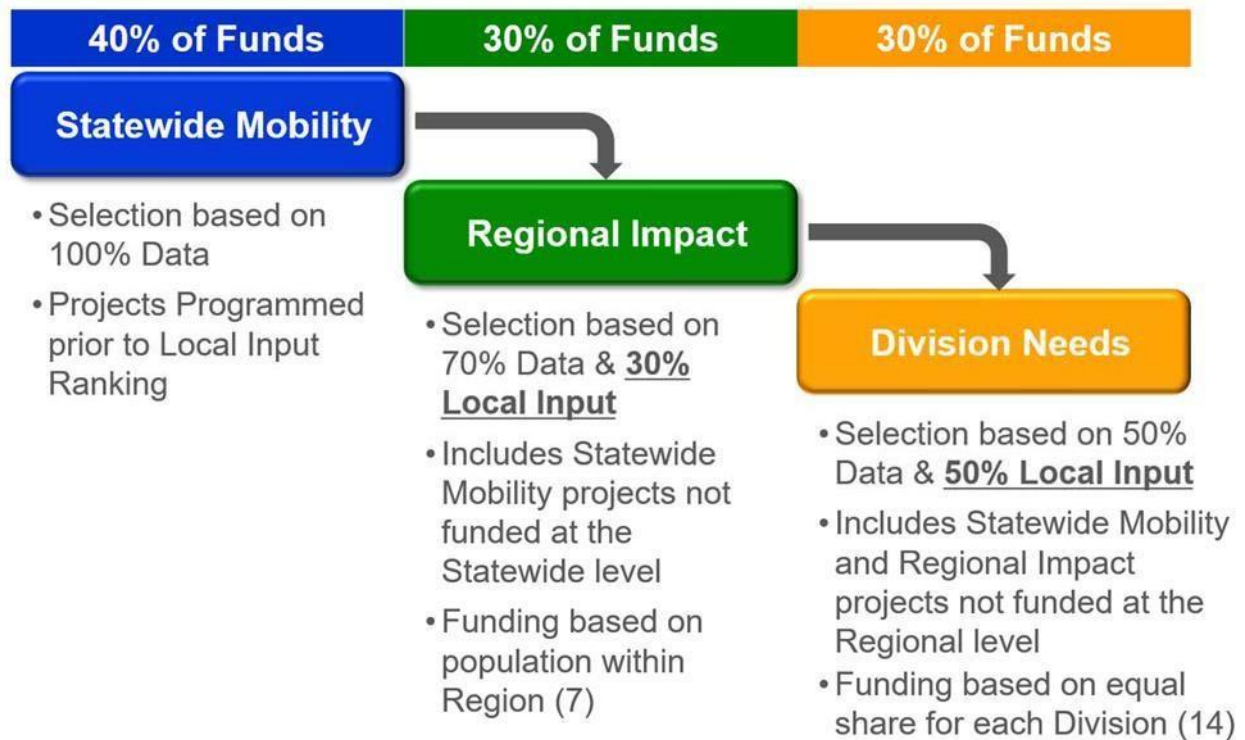 40% of Funds
30% of Funds
30% of Funds
Statewide Mobility
• Selection based on
100% Data
• Projects Programmed
prior to Local Input
Ranking
Regional Impact
• Selection based on
70% Data & 30%
Local Input
• Includes Statewide
Mobility projects not
funded at the
Statewide level
• Funding based on
population within
Region (7)
Division Needs
• Selection based on 50%
Data & 50% Local Input
• Includes Statewide Mobility
and Regional Impact
projects not funded at the
Regional level
• Funding based on equal
share for each Division (14)